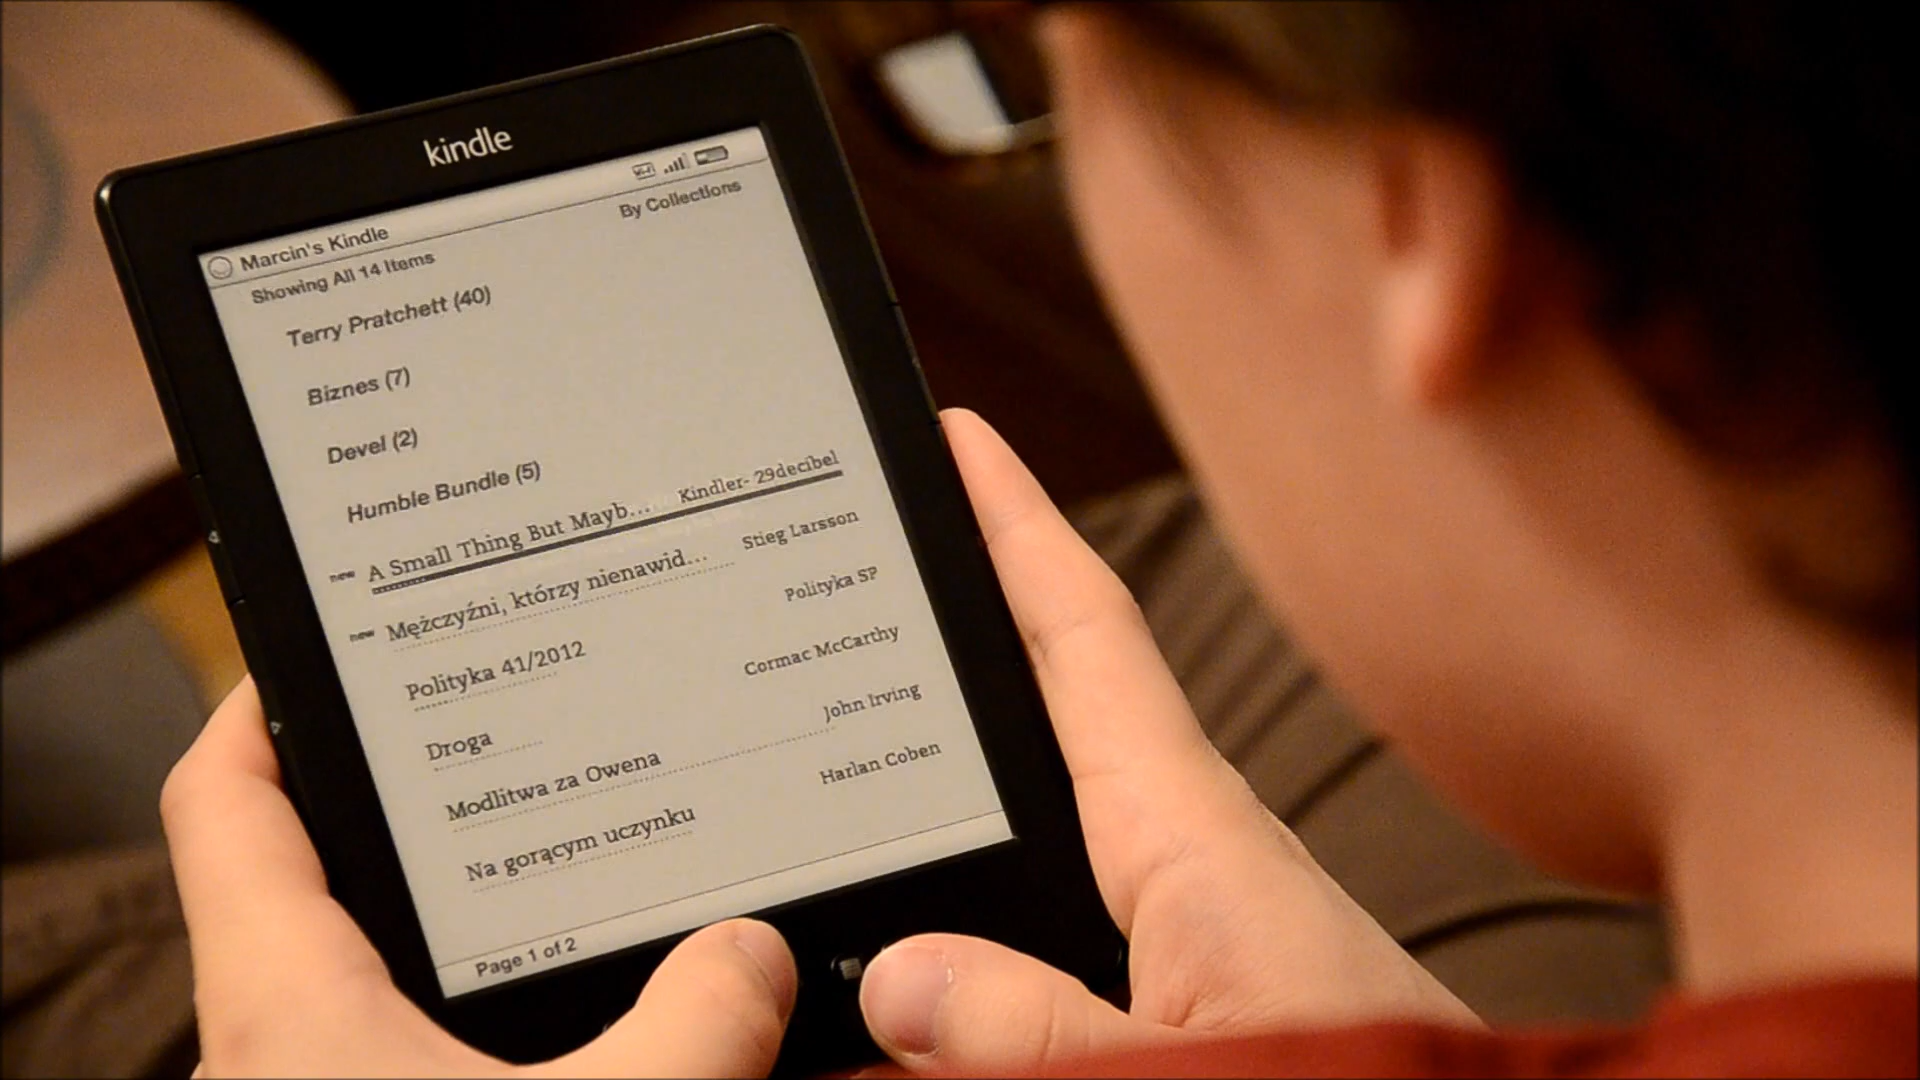 kindle
Marcin's Kindle
Showing All 14 Items By Collections
Terry Pratchett (40)
Biznes (7)
Devel (2)
Humble Bundle (5)
new A Small Thing But Mayb... Kindler- 29decibel
new Mężczyźni, którzy nienawid... Stieg Larsson
Polityka 41/2012 Polityka SP
Droga Cormac McCarthy
Modlitwa za Owena John Irving
Na gorącym uczynku Harlan Coben
Page 1 of 2